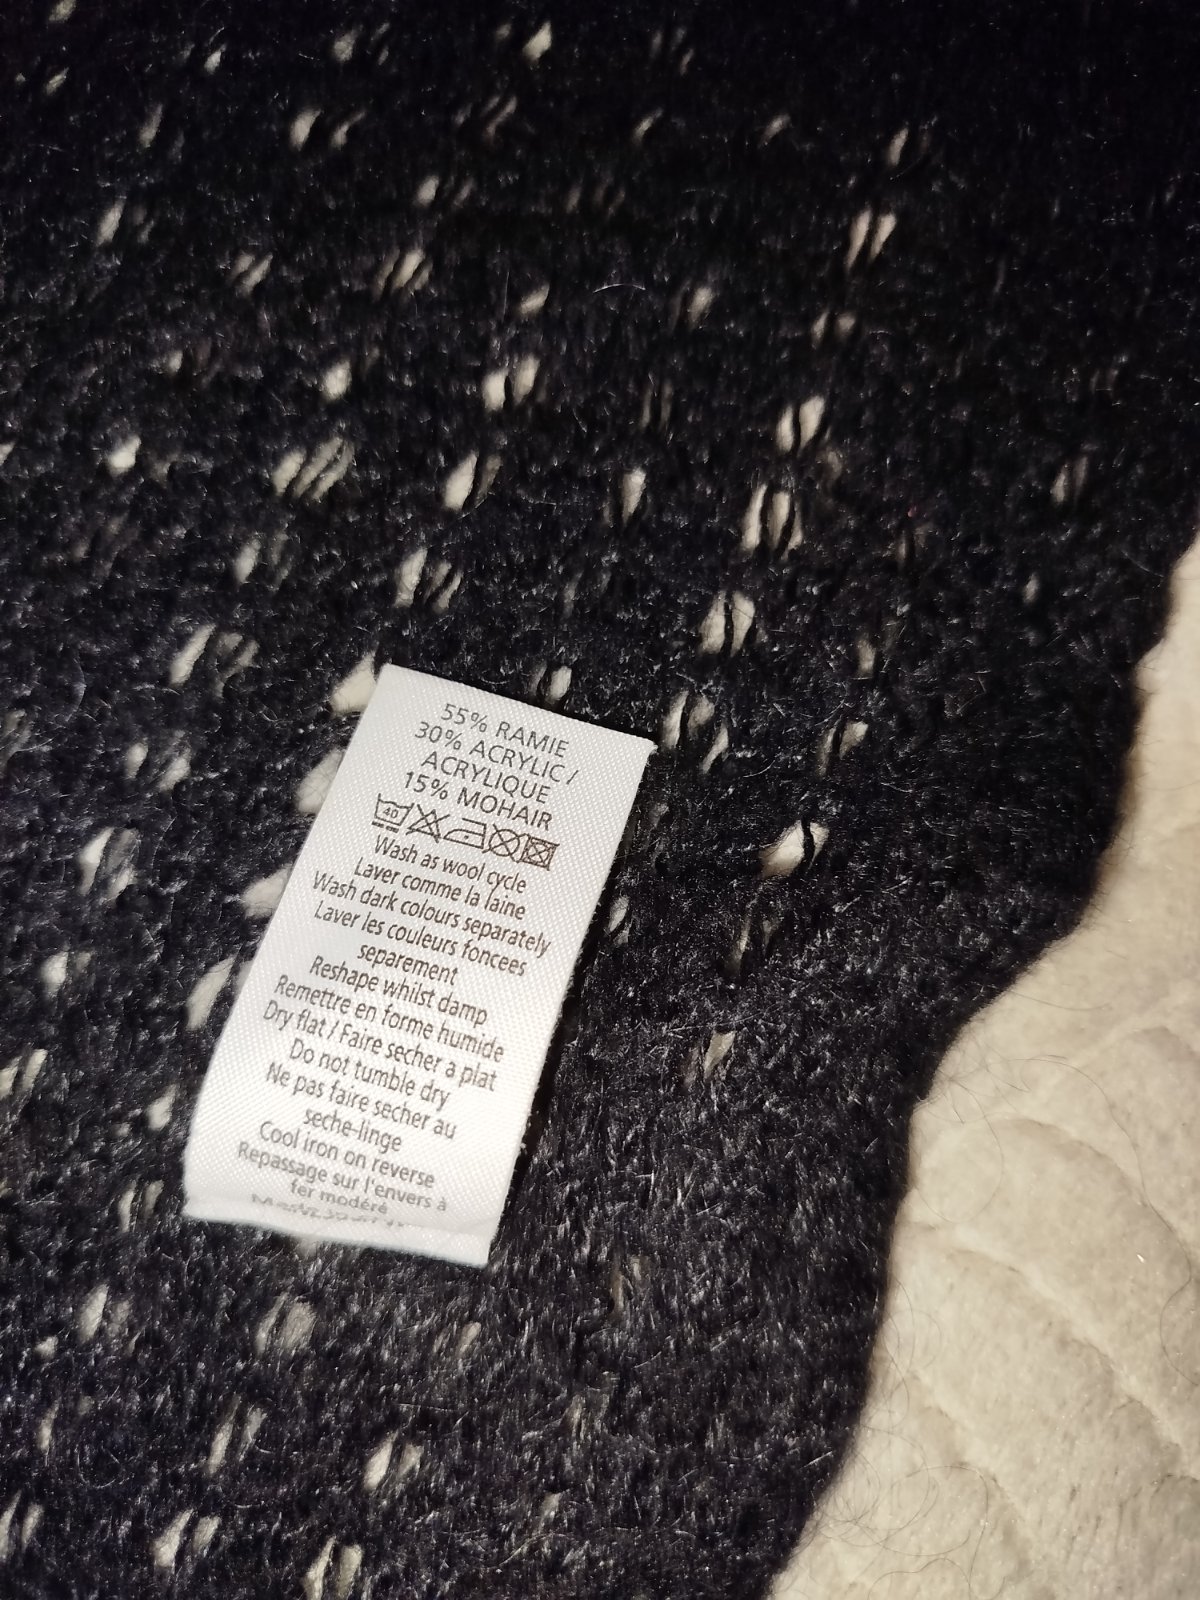 55% RAMIE
30% ACRYLIC /
ACRYLIQUE
15% MOHAIR
40
Wash as wool cycle
Laver comme la laine
Wash dark colours separately
Laver les couleurs foncees
separement
Reshape whilst damp
Remettre en forme humide
Dry flat / Faire secher a plat
Do not tumble dry
Ne pas faire secher au
seche-linge
Cool iron on reverse
Repassage sur l'envers à
fer modéré